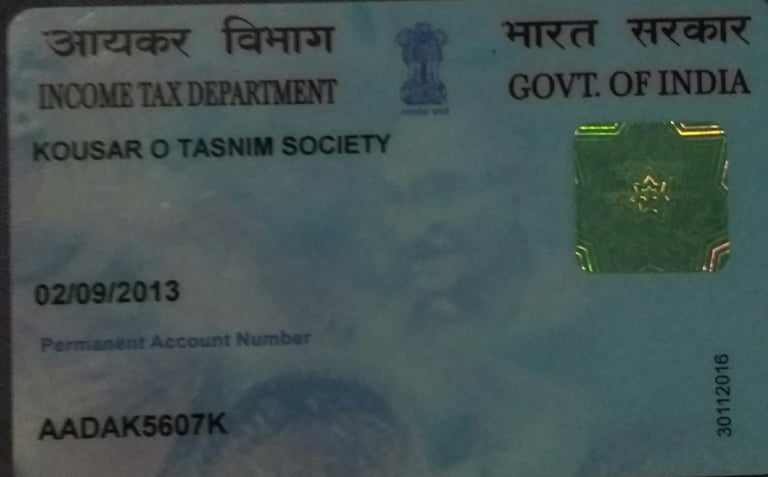 आयकर विभाग
INCOME TAX DEPARTMENT
भारत सरकार
GOVT. OF INDIA
KOUSAR O TASNIM SOCIETY
02/09/2013
Permanent Account Number
AADAK5607K
30112016